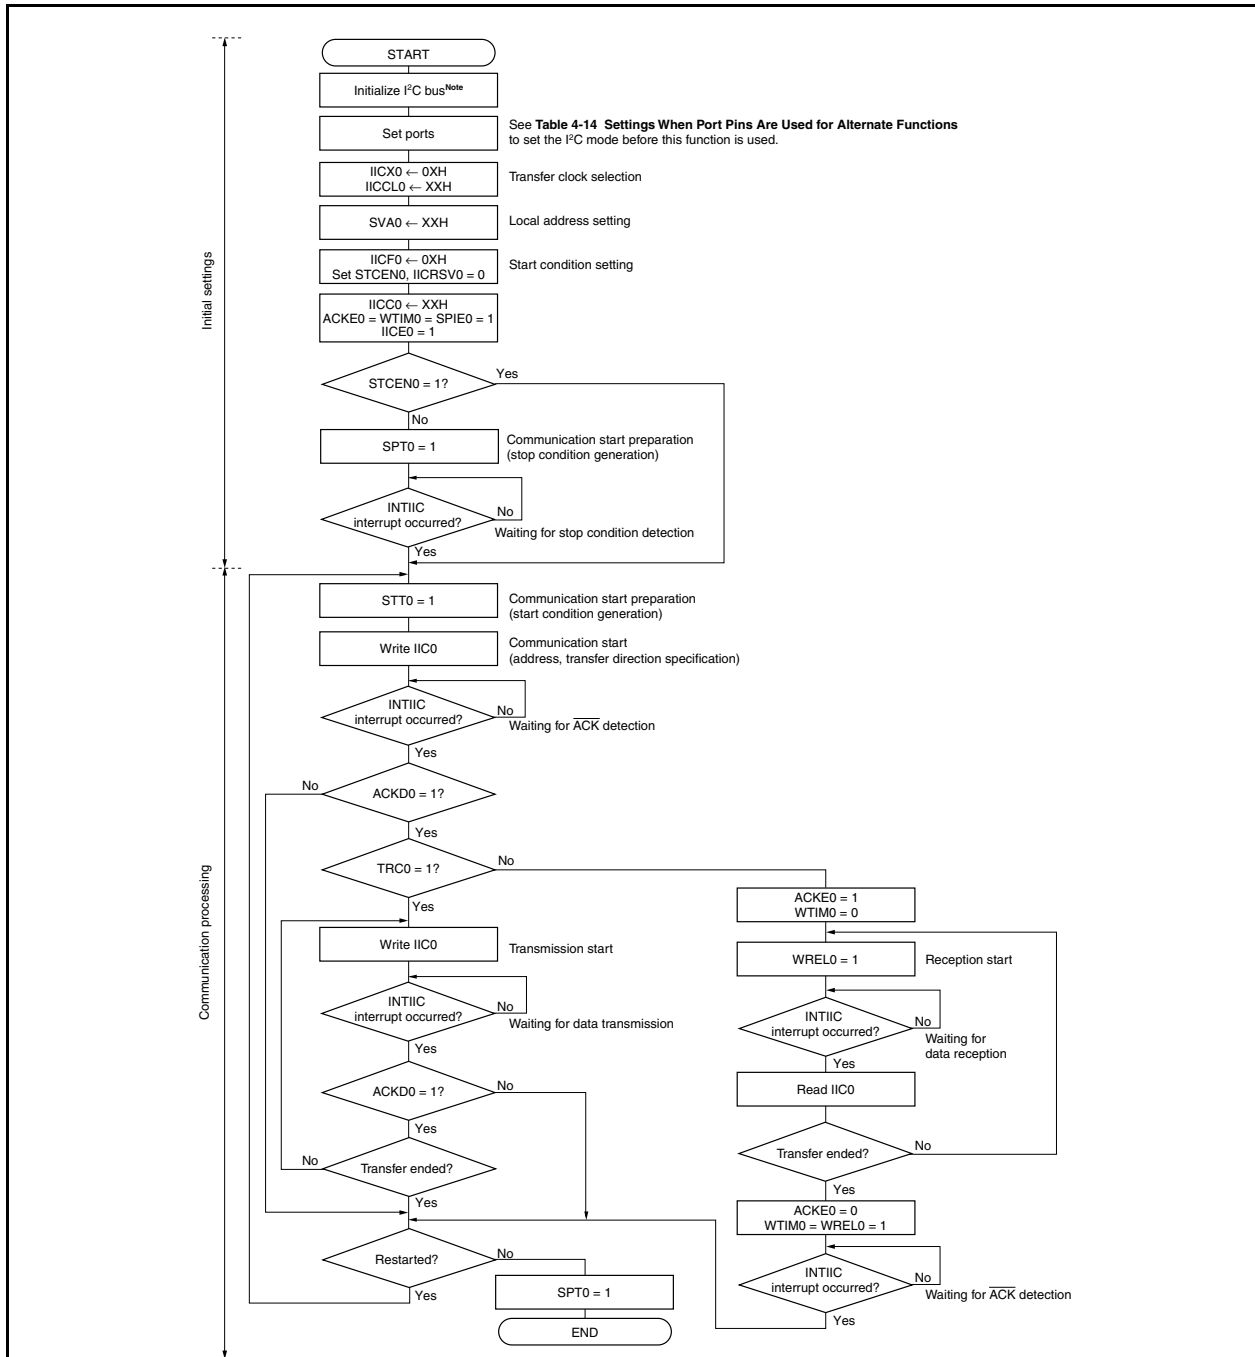 START
Initialize I²C busNote
Set ports
See Table 4-14 Settings When Port Pins Are Used for Alternate Functions
to set the I²C mode before this function is used.
IICX0 ← 0XH
IICCL0 ← XXH
Transfer clock selection
SVA0 ← XXH
Local address setting
IICF0 ← 0XH
Set STCEN0, IICRSV0 = 0
Start condition setting
IICC0 ← XXH
ACKE0 = WTIM0 = SPIE0 = 1
IICE0 = 1
Initial settings
STCEN0 = 1?
Yes
No
SPT0 = 1
Communication start preparation
(stop condition generation)
INTIIC
interrupt occurred?
No
Waiting for stop condition detection
Yes
STT0 = 1
Communication start preparation
(start condition generation)
Write IIC0
Communication start
(address, transfer direction specification)
INTIIC
interrupt occurred?
No
Waiting for ACK detection
Yes
No
ACKD0 = 1?
Yes
TRC0 = 1?
No
Yes
Communication processing
Write IIC0
Transmission start
INTIIC
interrupt occurred?
No
Waiting for data transmission
Yes
ACKD0 = 1?
No
Yes
No
Transfer ended?
Yes
Restarted?
No
Yes
SPT0 = 1
END
ACKE0 = 1
WTIM0 = 0
WREL0 = 1
Reception start
INTIIC
interrupt occurred?
No
Waiting for
data reception
Yes
Read IIC0
Transfer ended?
No
Yes
ACKE0 = 0
WTIM0 = WREL0 = 1
INTIIC
interrupt occurred?
No
Waiting for ACK detection
Yes